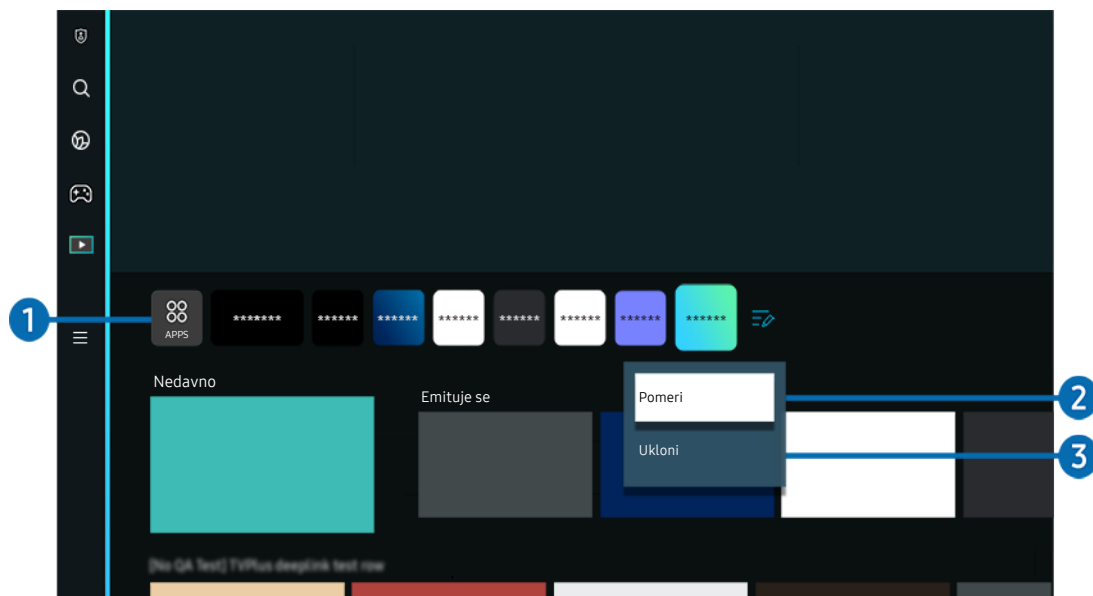 1
APPS
*******
******
******
******
******
******
******
******
Nedavno
Emituje se
Pomeri
2
Ukloni
3
[No QA Test] TVPlus deeplink test row